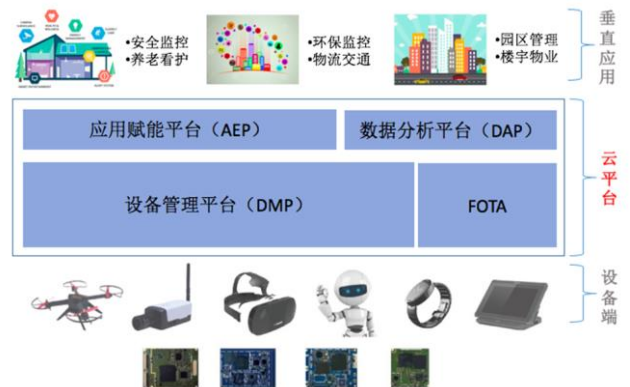 •安全监控
•养老看护
•环保监控
•物流交通
•园区管理
•楼宇物业
垂直应用
应用赋能平台（AEP）
数据分析平台（DAP）
设备管理平台（DMP）
FOTA
云平台
设备端